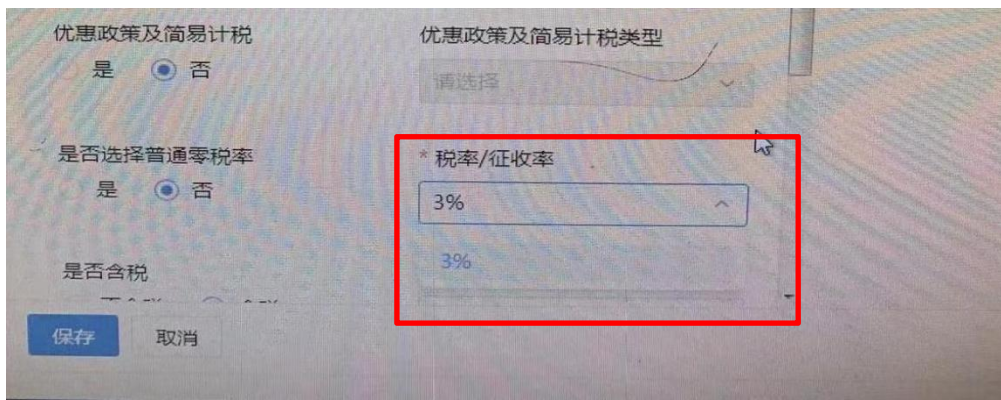 优惠政策及简易计税
优惠政策及简易计税类型
是 否
请选择
是否选择普通零税率
* 税率/征收率
是 否
3%
3%
是否含税
保存 取消